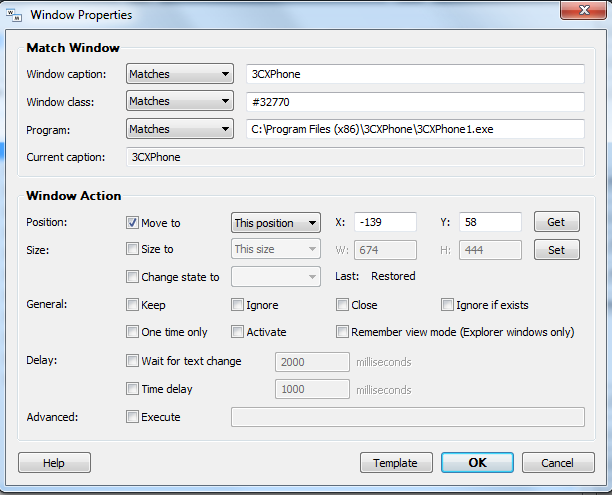 Window Properties
Match Window
Window caption: Matches 3CXPhone
Window class: Matches #32770
Program: Matches C:\Program Files (x86)\3CXPhone\3CXPhone1.exe
Current caption: 3CXPhone
Window Action
Position: Move to This position X: -139 Y: 58 Get
Size: Size to This size W: 674 H: 444 Set
Change state to Last: Restored
General: Keep Ignore Close Ignore if exists
One time only Activate Remember view mode (Explorer windows only)
Delay: Wait for text change 2000 milliseconds
Time delay 1000 milliseconds
Advanced: Execute
Help Template OK Cancel